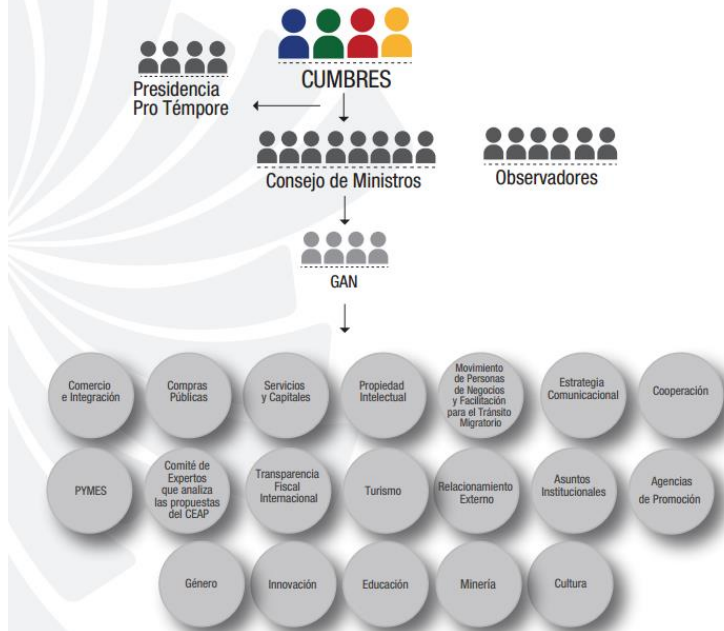 CUMBRES
Presidencia
Pro Témpore
Consejo de Ministros
Observadores
GAN
Comercio
e Integración
Compras
Públicas
Servicios
y Capitales
Propiedad
Intelectual
Movimiento
de Personas
de Negocios
y Facilitación
para el Tránsito
Migratorio
Estrategia
Comunicacional
Cooperación
PYMES
Comité de
Expertos
que analiza
las propuestas
del CEAP
Transparencia
Fiscal
Internacional
Turismo
Relacionamiento
Externo
Asuntos
Institucionales
Agencias
de Promoción
Género
Innovación
Educación
Minería
Cultura